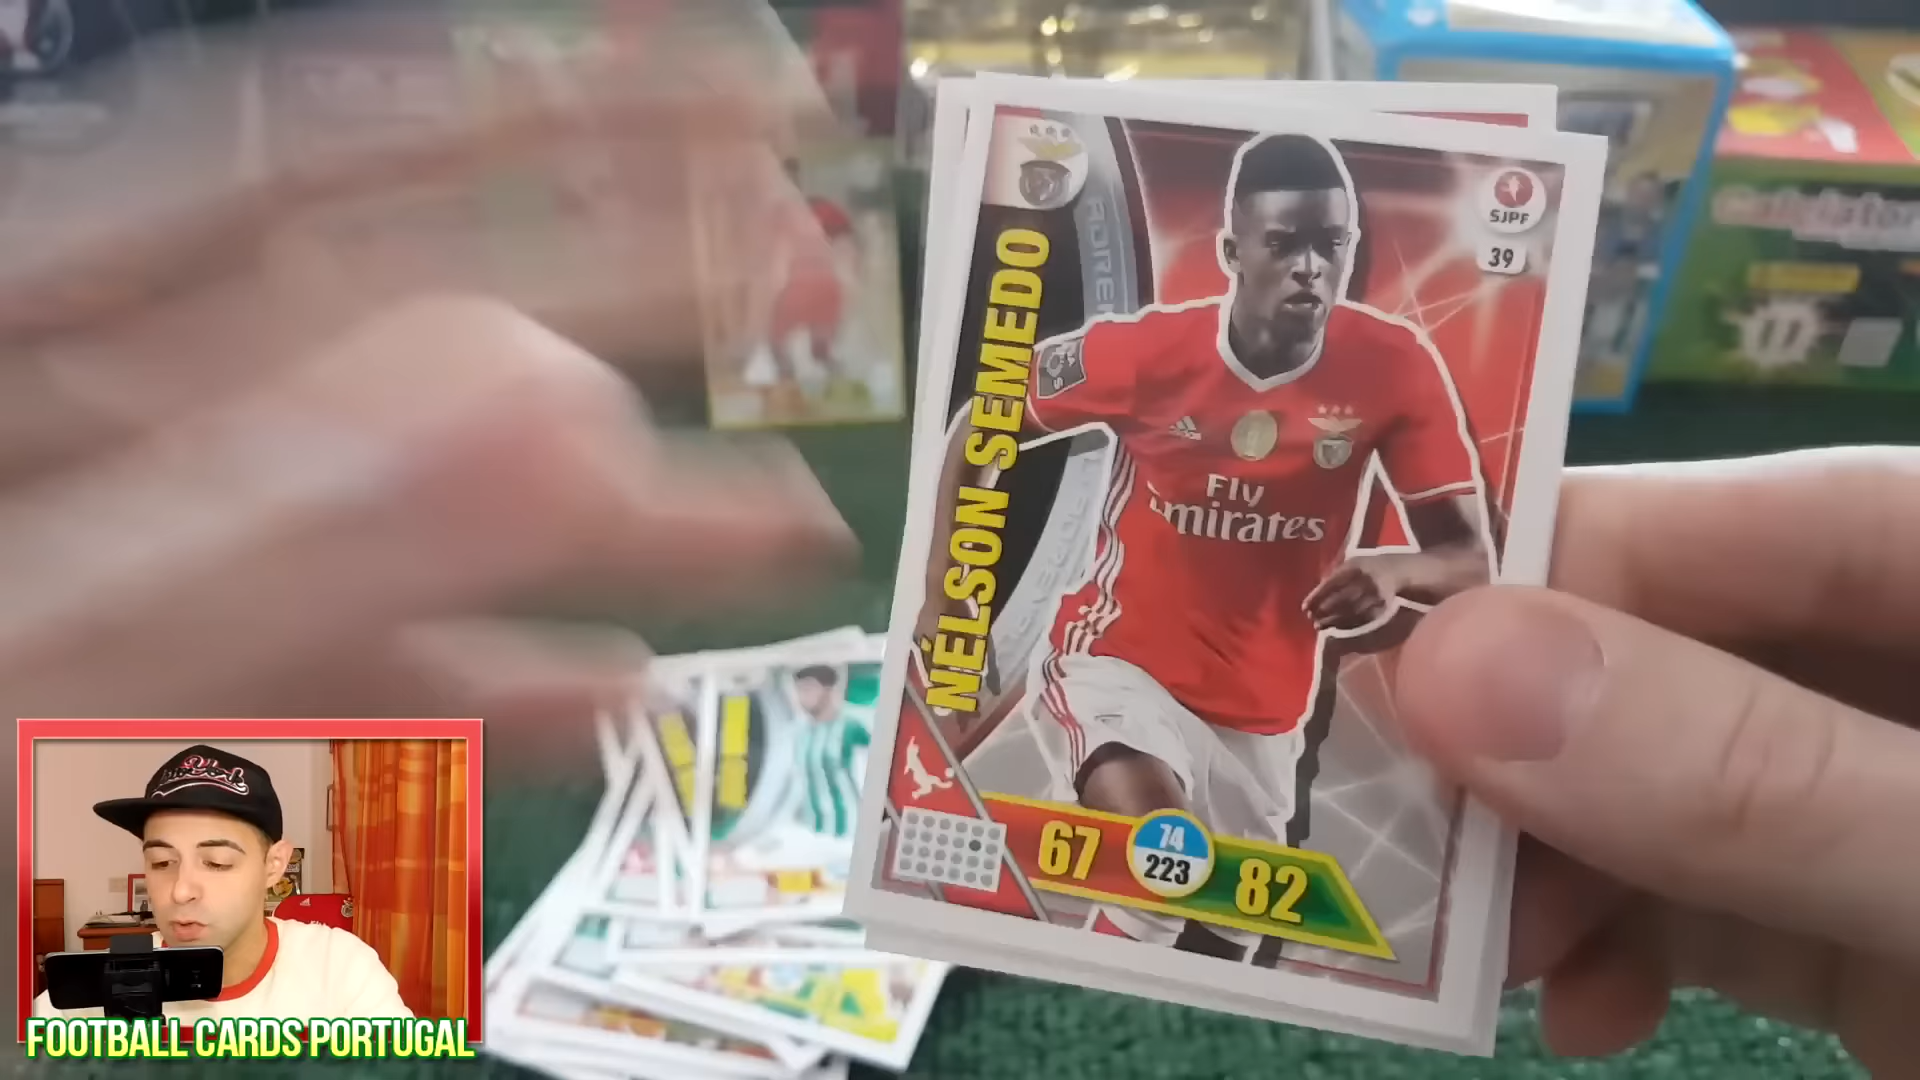 SJPF
39
NÉLSON SEMEDO
Fly
Emirates
67
74
223
82
FOOTBALL CARDS PORTUGAL